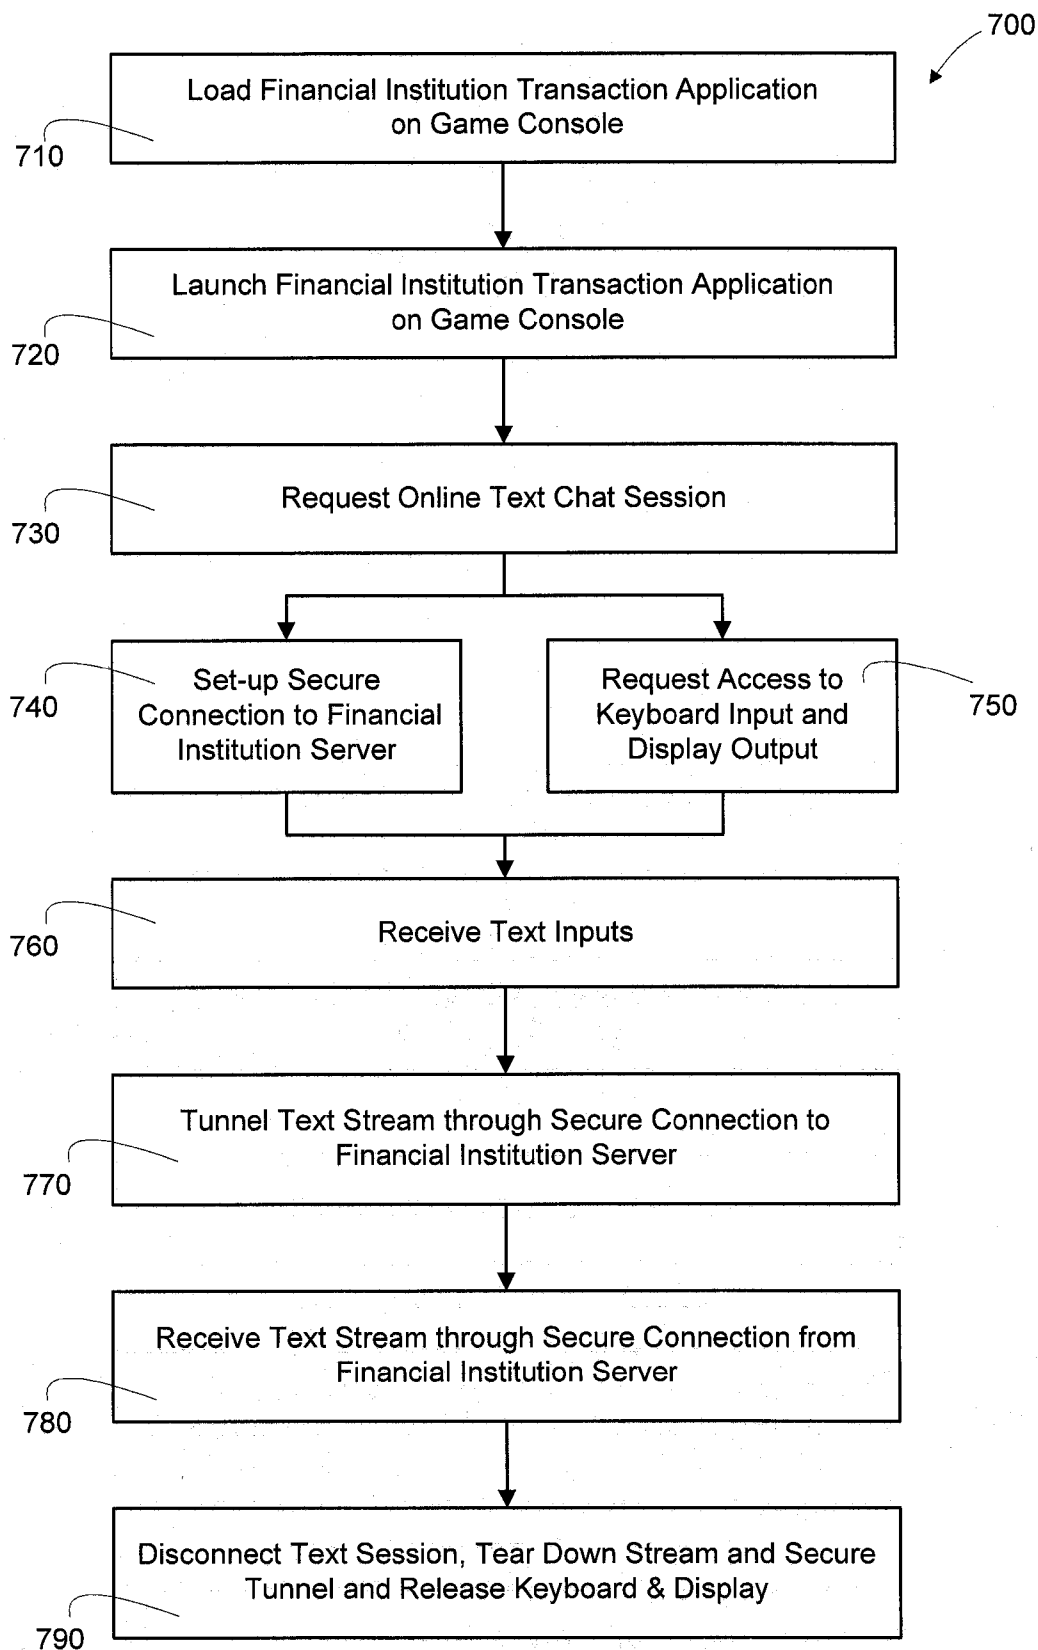 700
Load Financial Institution Transaction Application
on Game Console
710
Launch Financial Institution Transaction Application
on Game Console
720
Request Online Text Chat Session
730
Set-up Secure
Connection to Financial
Institution Server
740
Request Access to
Keyboard Input and
Display Output
750
Receive Text Inputs
760
Tunnel Text Stream through Secure Connection to
Financial Institution Server
770
Receive Text Stream through Secure Connection from
Financial Institution Server
780
Disconnect Text Session, Tear Down Stream and Secure
Tunnel and Release Keyboard & Display
790